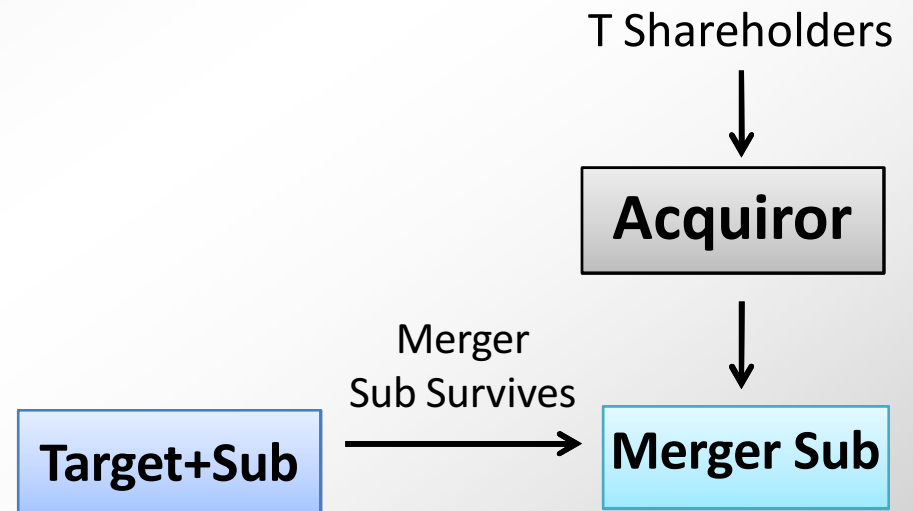 T Shareholders
Acquiror
Merger
Sub Survives
Target+Sub
Merger Sub